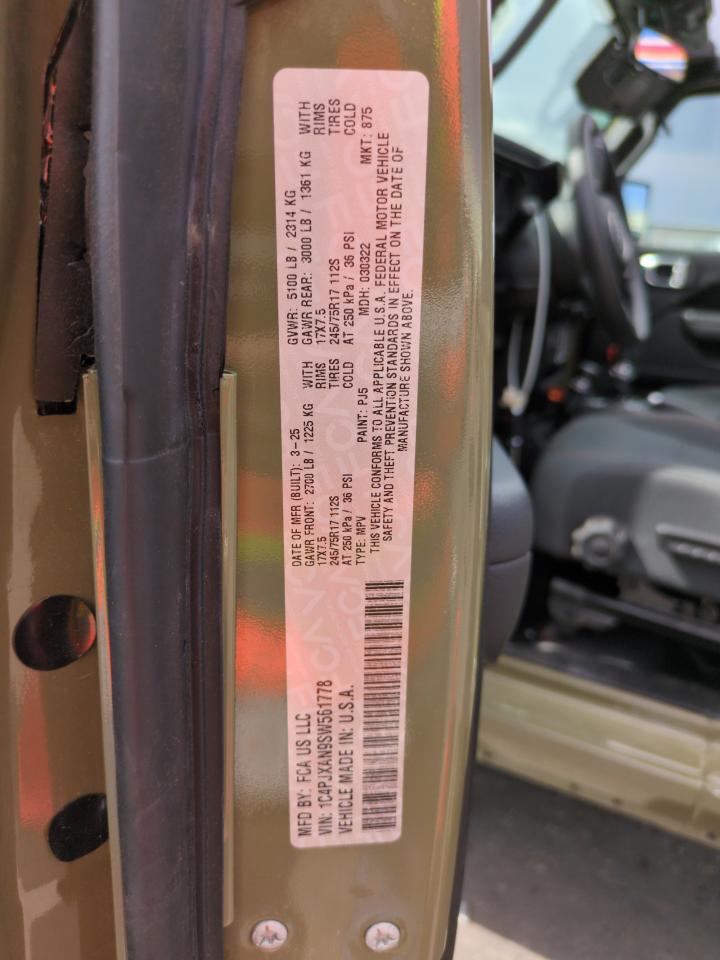 MFD BY: FCA US LLC
DATE OF MFR (BUILT): 3-25
GVWR: 5100 LB / 2314 KG
GAWR FRONT: 2700 LB / 1225 KG WITH
17X7.5 RIMS
245/75R17 112S TIRES
AT 250 kPa / 36 PSI COLD
GAWR REAR: 3000 LB / 1361 KG WITH
17X7.5 RIMS
245/75R17 112S TIRES
AT 250 kPa / 36 PSI COLD
VIN: 1C4PJXAN9SW561778
TYPE: MPV
PAINT: PJ5
MDH: 030322
MKT: 875
VEHICLE MADE IN: U.S.A.
THIS VEHICLE CONFORMS TO ALL APPLICABLE U.S.A. FEDERAL MOTOR VEHICLE
SAFETY AND THEFT PREVENTION STANDARDS IN EFFECT ON THE DATE OF
MANUFACTURE SHOWN ABOVE.